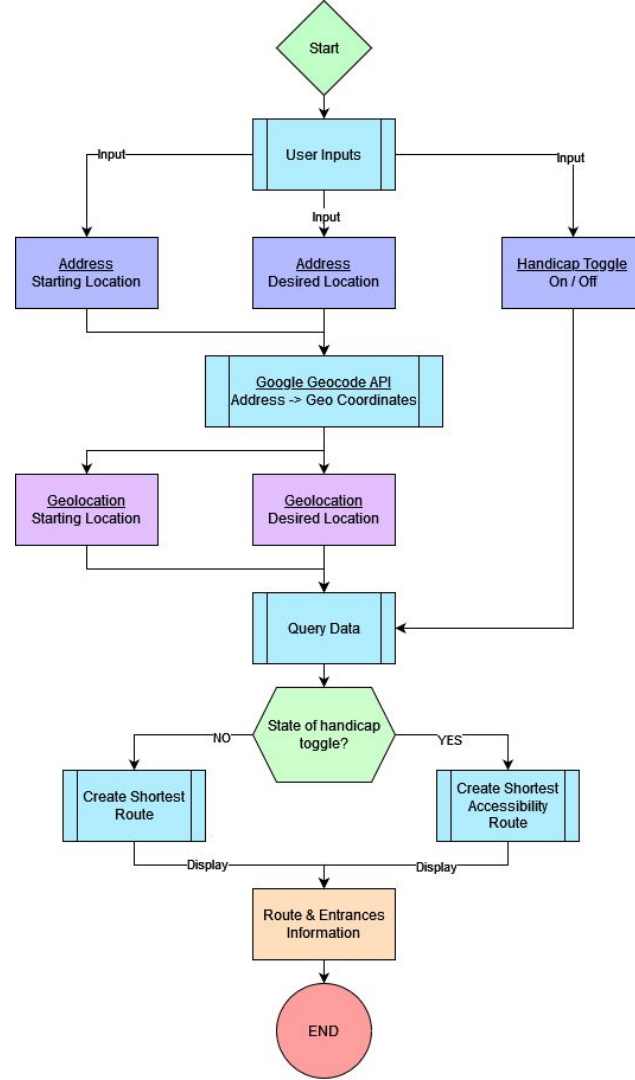 Start
User Inputs
Input
Input
Input
Address
Starting Location
Address
Desired Location
Handicap Toggle
On / Off
Google Geocode API
Address -> Geo Coordinates
Geolocation
Starting Location
Geolocation
Desired Location
Query Data
State of handicap
toggle?
NO
YES
Create Shortest
Route
Create Shortest
Accessibility
Route
Display
Display
Route & Entrances
Information
END